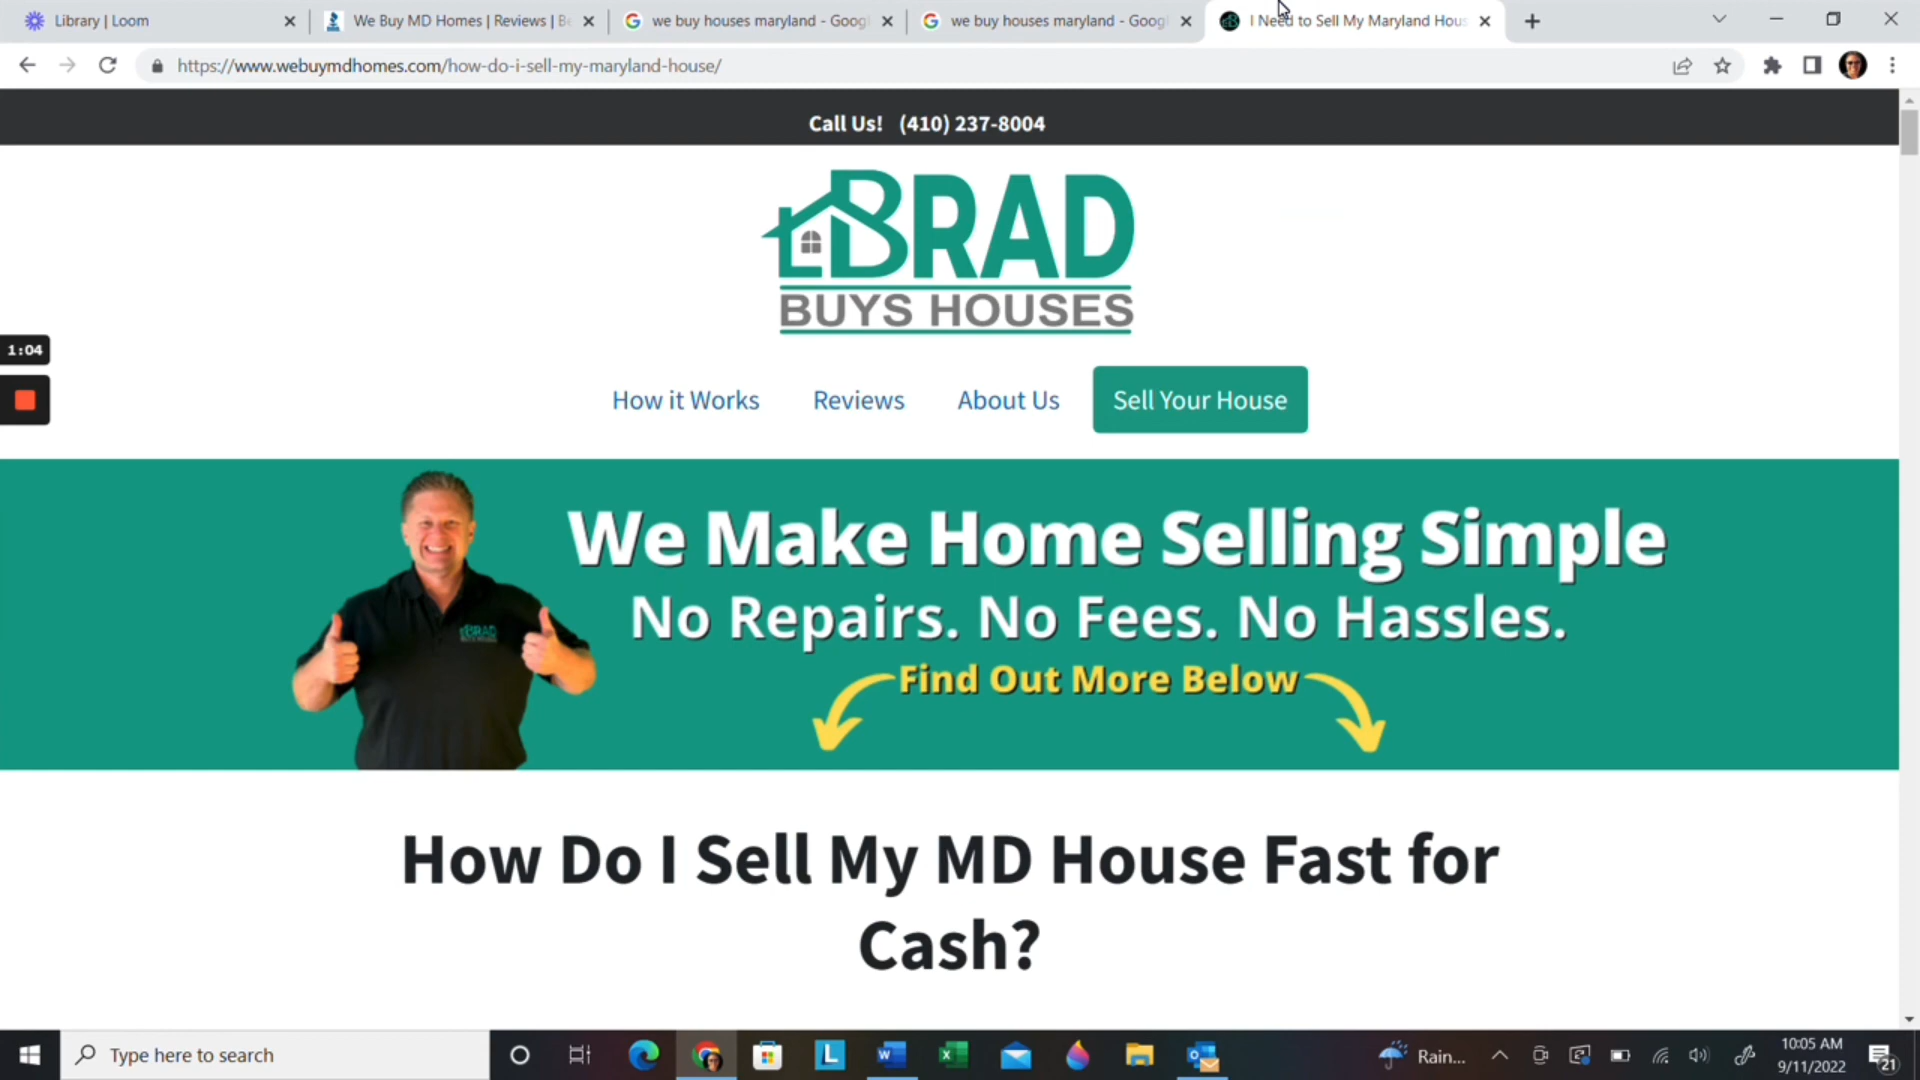 Library | Loom
We Buy MD Homes | Reviews | Be
we buy houses maryland - Googl
we buy houses maryland - Googl
I Need to Sell My Maryland Hous
https://www.webuymdhomes.com/how-do-i-sell-my-maryland-house/
Call Us! (410) 237-8004
BRAD
BUYS HOUSES
1:04
How it Works
Reviews
About Us
Sell Your House
We Make Home Selling Simple
No Repairs. No Fees. No Hassles.
BRAD
Find Out More Below
How Do I Sell My MD House Fast for
Cash?
Type here to search
Rain...
10:05 AM
9/11/2022
21